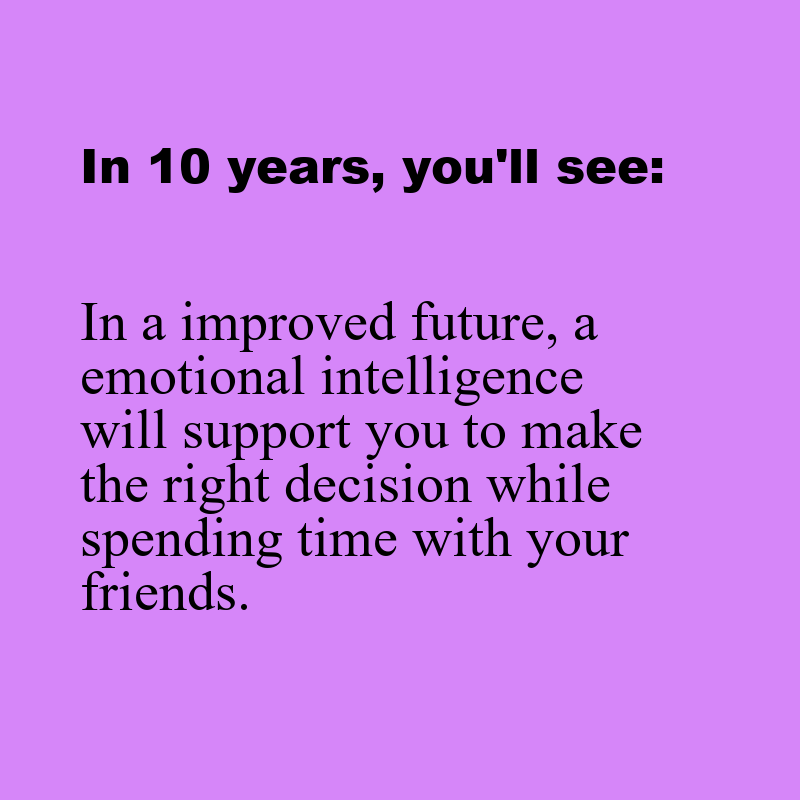 In 10 years, you'll see:
In a improved future, a
emotional intelligence
will support you to make
the right decision while
spending time with your
friends.